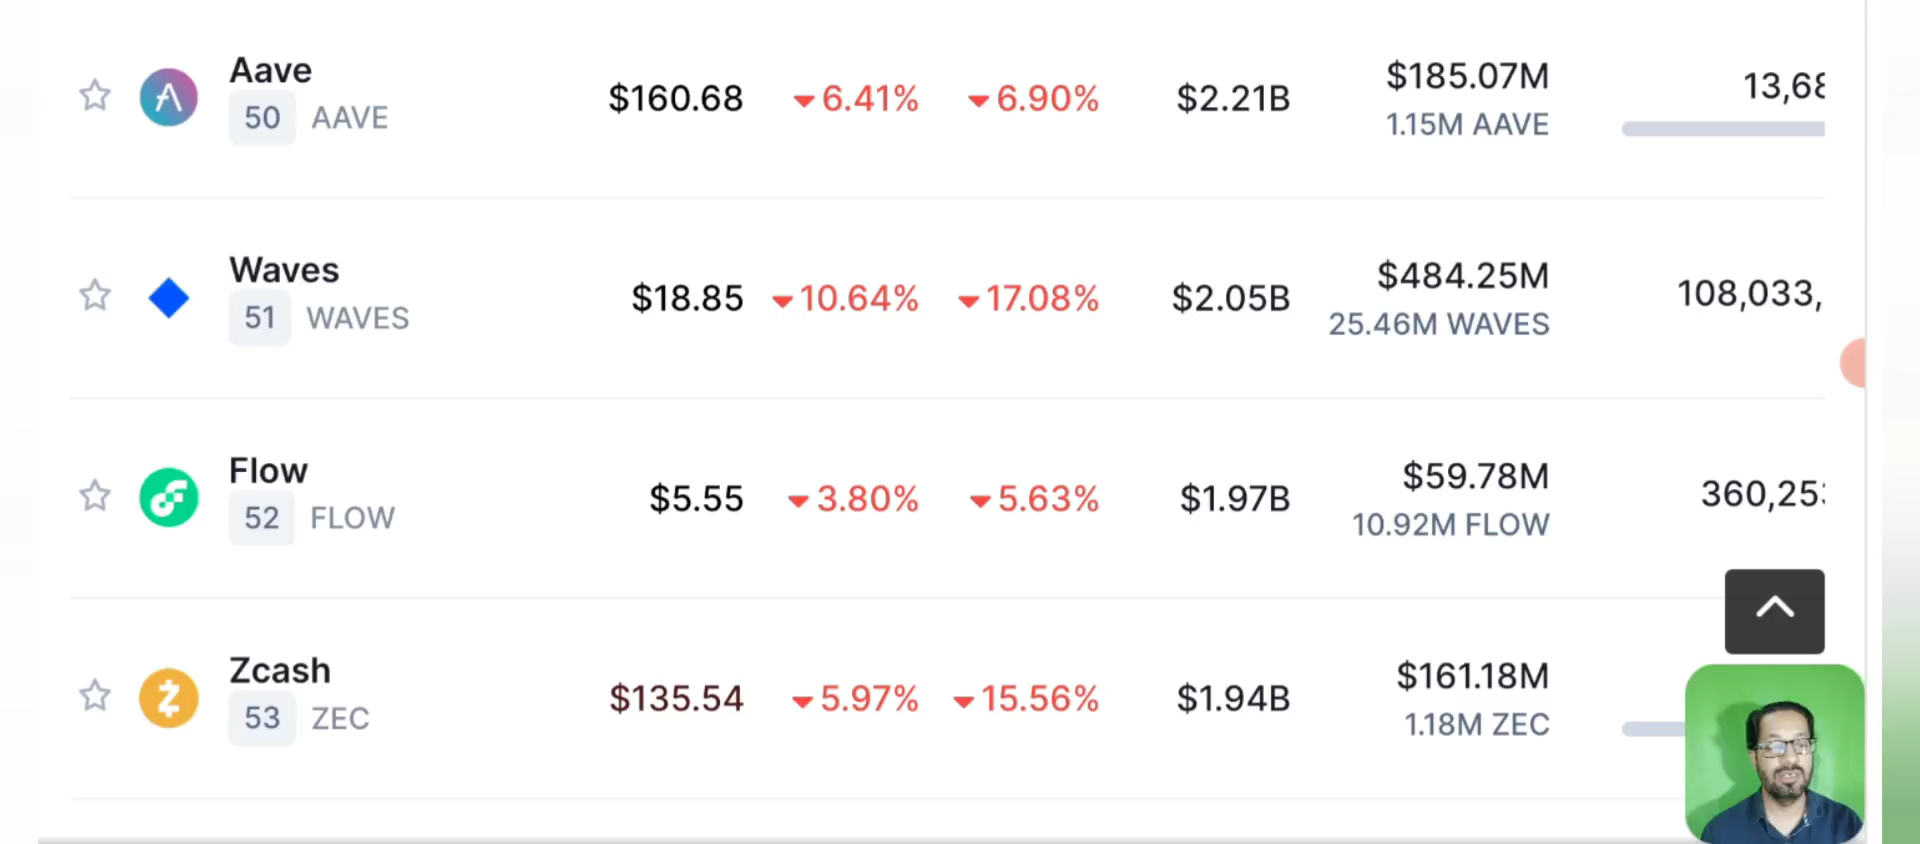 Aave
50 AAVE
$160.68 6.41% 6.90% $2.21B
$185.07M
1.15M AAVE
Waves
51 WAVES
$18.85 10.64% 17.08% $2.05B
$484.25M
25.46M WAVES
108,033,
Flow
52 FLOW
$5.55 3.80% 5.63% $1.97B
$59.78M
10.92M FLOW
Zcash
53 ZEC
$135.54 5.97% 15.56% $1.94B
$161.18M
1.18M ZEC